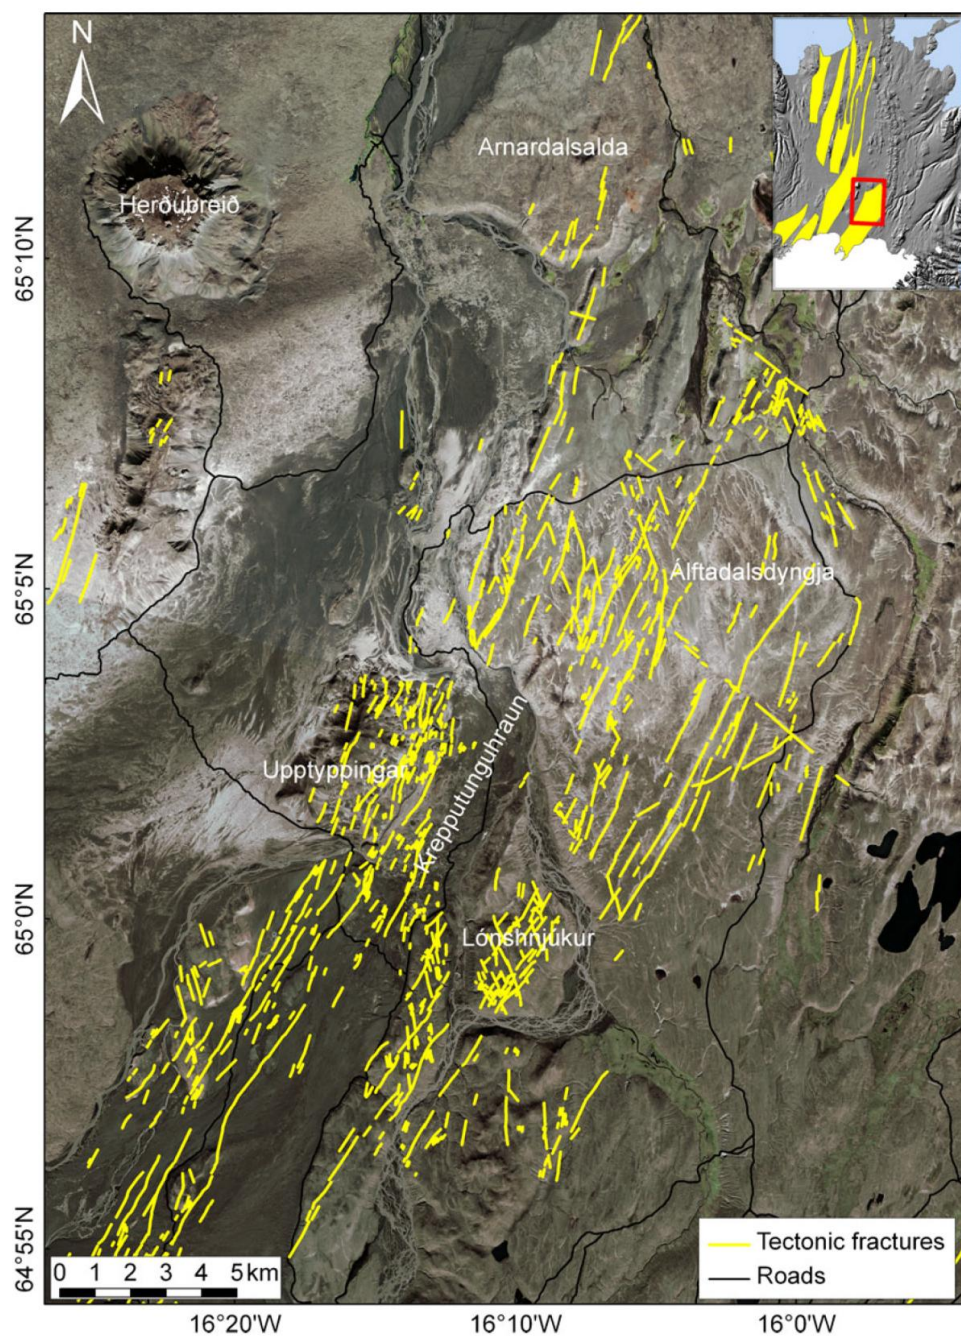 N
Arnardalsalda
Herðubreið
65°10'N
65°5'N
Álftadalsdyngja
Upptyppingar
Krepputunguhraun
65°0'N
Lónshnjúkur
64°55'N
0 1 2 3 4 5 km
Tectonic fractures
Roads
16°20'W 16°10'W 16°0'W